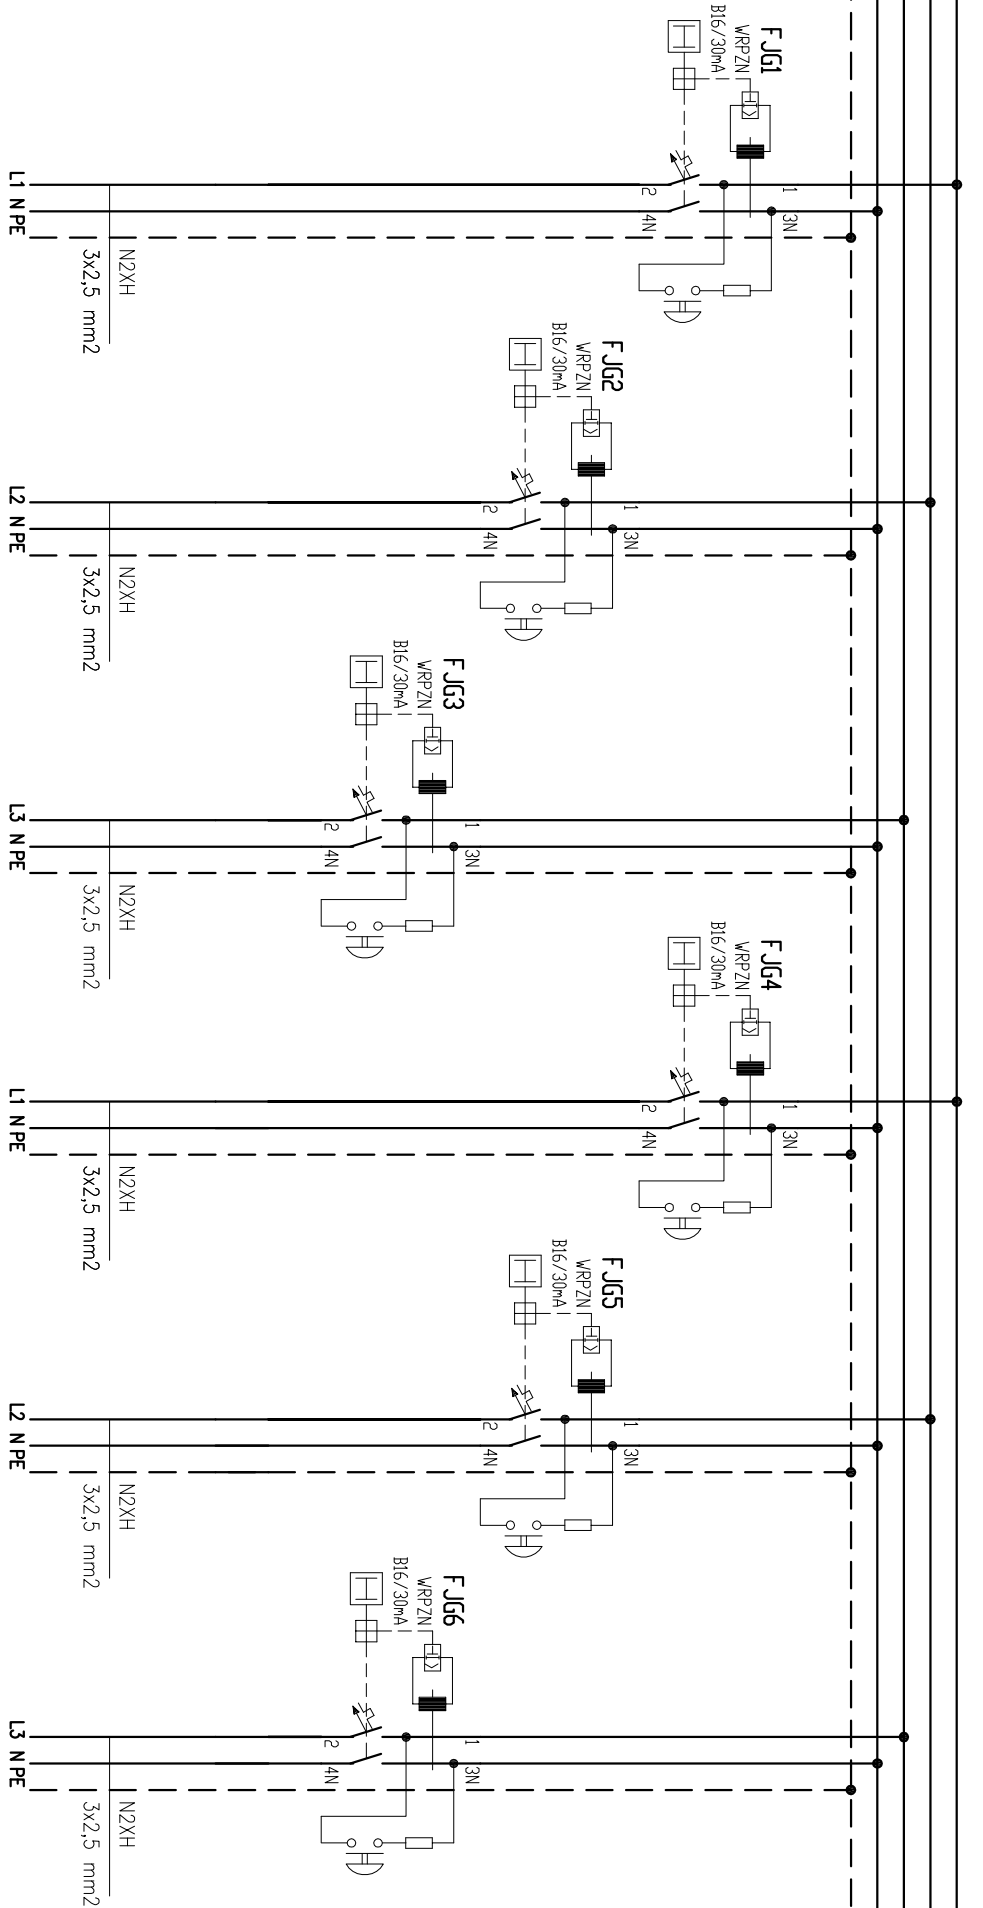 FJG1
WRPZN
B16/30mA
1
3N
2
4N
N2XH
3x2,5 mm2
L1 N PE
FJG2
WRPZN
B16/30mA
1
3N
2
4N
N2XH
3x2,5 mm2
L2 N PE
FJG3
WRPZN
B16/30mA
1
3N
2
4N
N2XH
3x2,5 mm2
L3 N PE
FJG4
WRPZN
B16/30mA
1
3N
2
4N
N2XH
3x2,5 mm2
L1 N PE
FJG5
WRPZN
B16/30mA
1
3N
2
4N
N2XH
3x2,5 mm2
L2 N PE
FJG6
WRPZN
B16/30mA
1
3N
2
4N
N2XH
3x2,5 mm2
L3 N PE